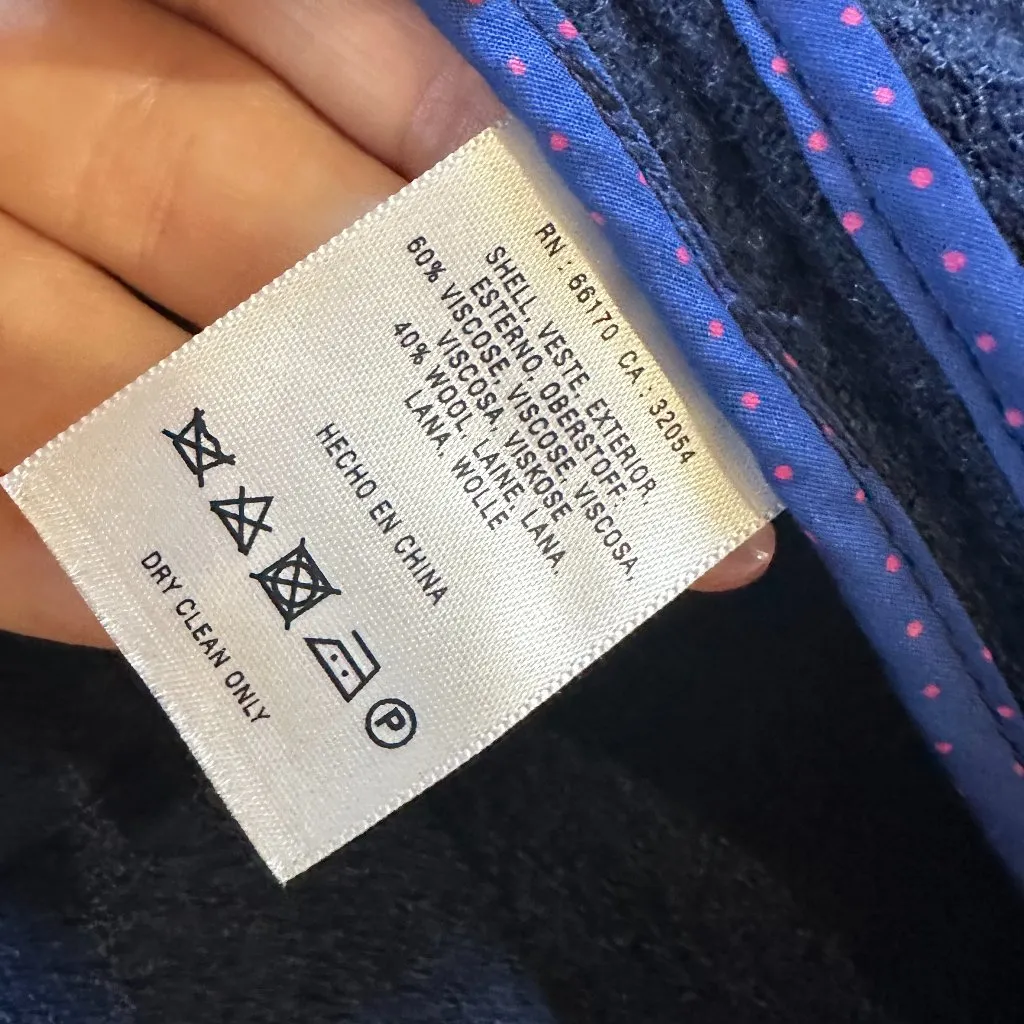 RN : 66170 CA : 32054
SHELL, VESTE, EXTERIOR
ESTERNO, OBERSTOFF
60% VISCOSE, VISCOSE, VISCOSA,
VISCOSA, VISKOSE
40% WOOL, LAINE, LANA,
LANA, WOLLE
HECHO EN CHINA
P
DRY CLEAN ONLY